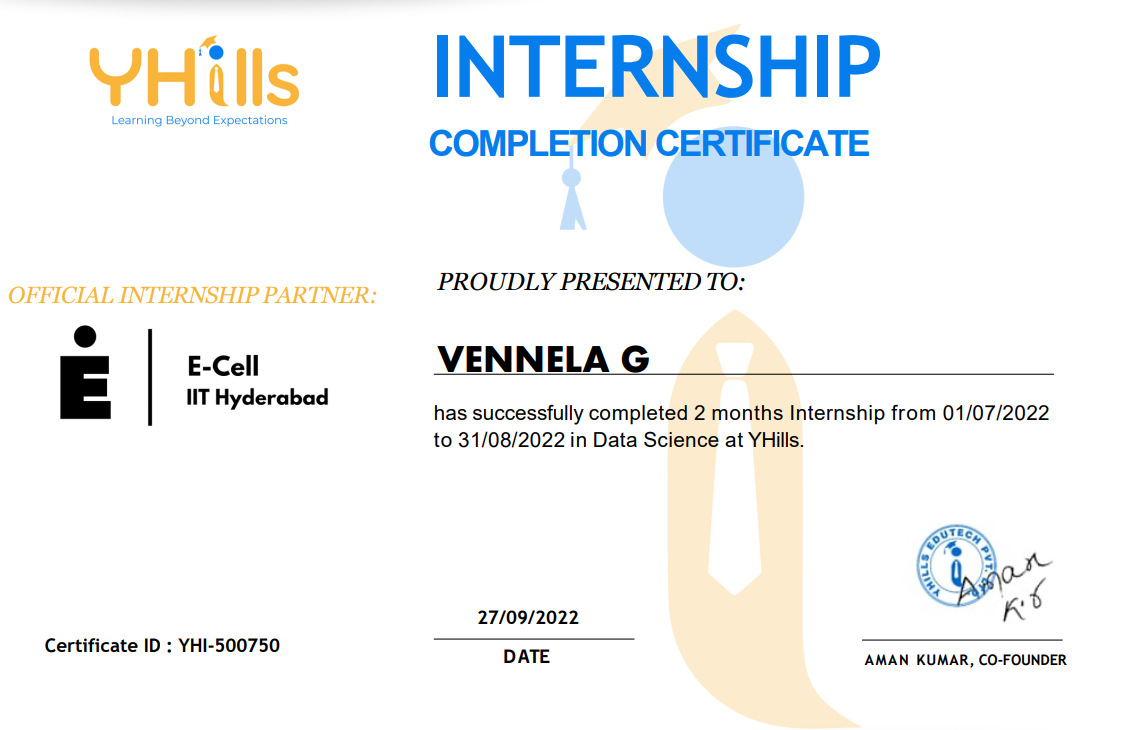 YHills
Learning Beyond Expectations
INTERNSHIP
COMPLETION CERTIFICATE
OFFICIAL INTERNSHIP PARTNER:
E-Cell
IIT Hyderabad
PROUDLY PRESENTED TO:
VENNELA G
has successfully completed 2 months Internship from 01/07/2022
to 31/08/2022 in Data Science at YHills.
YHILLS EDUTECH PVT.
Aman
K.
27/09/2022
DATE
Certificate ID : YHI-500750
AMAN KUMAR, CO-FOUNDER